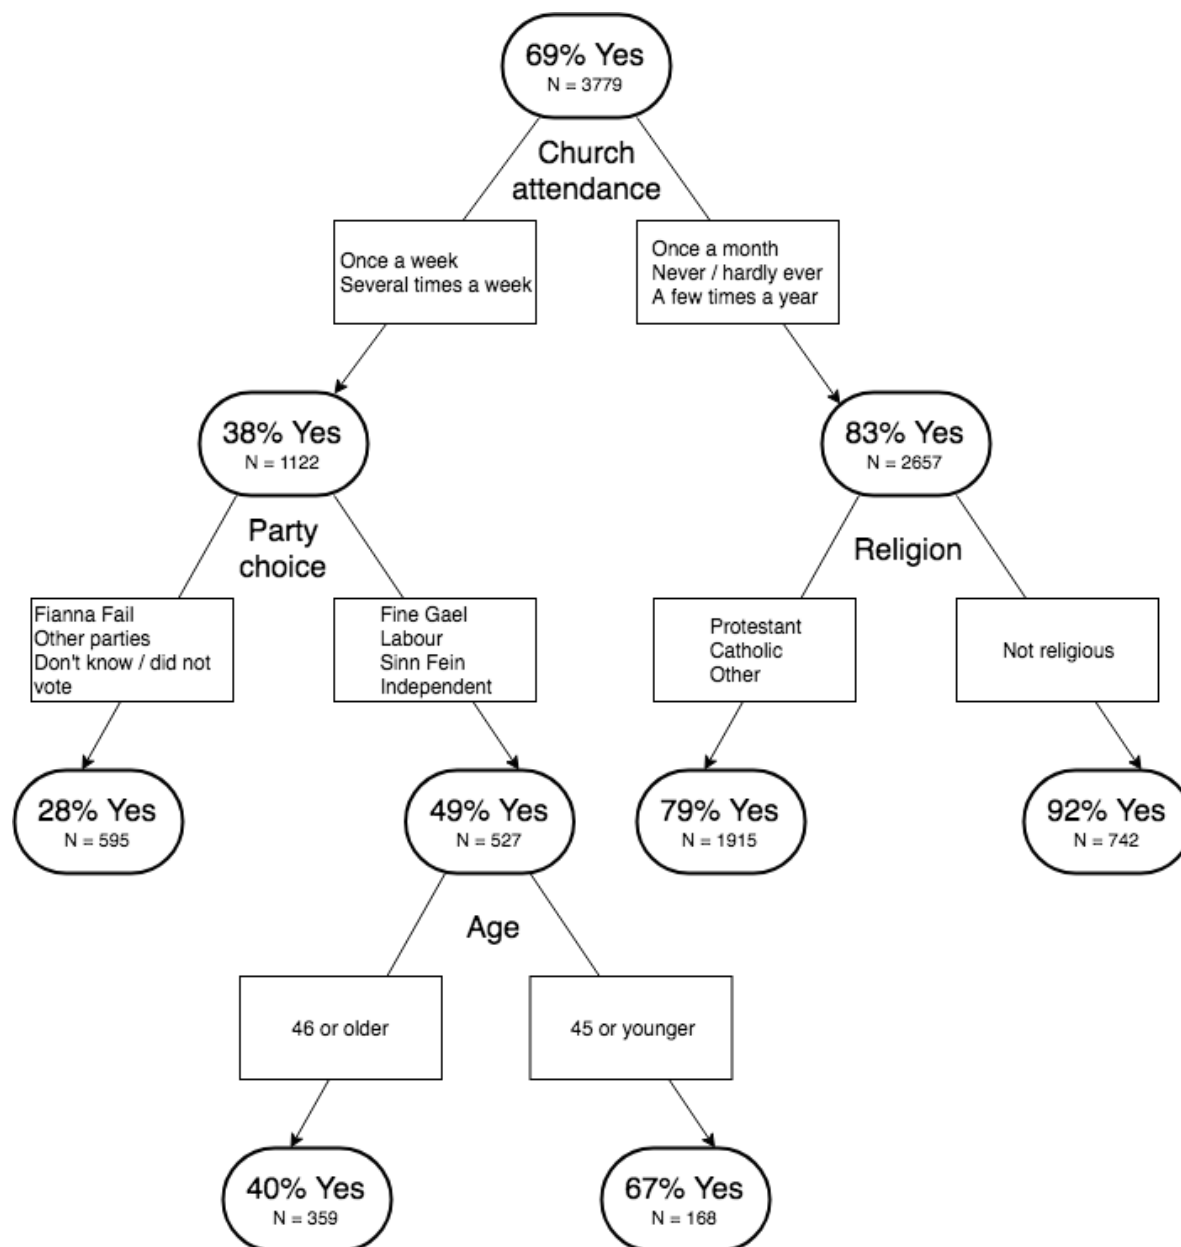 69% Yes
N = 3779
Church
attendance
Once a week
Several times a week
Once a month
Never / hardly ever
A few times a year
38% Yes
N = 1122
83% Yes
N = 2657
Party
choice
Religion
Fianna Fail
Other parties
Don't know / did not
vote
Fine Gael
Labour
Sinn Fein
Independent
Protestant
Catholic
Other
Not religious
28% Yes
N = 595
49% Yes
N = 527
79% Yes
N = 1915
92% Yes
N = 742
Age
46 or older
45 or younger
40% Yes
N = 359
67% Yes
N = 168